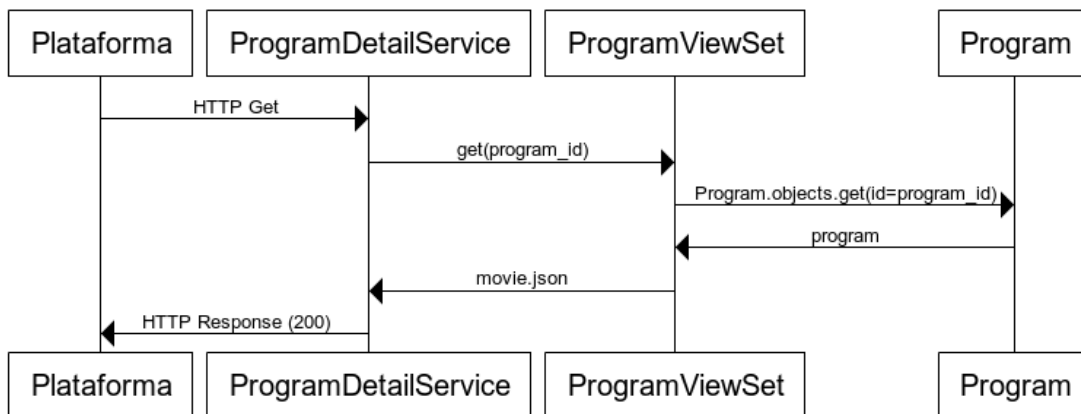 Plataforma
ProgramDetailService
ProgramViewSet
Program
HTTP Get
get(program_id)
Program.objects.get(id=program_id)
program
movie.json
HTTP Response (200)
Plataforma
ProgramDetailService
ProgramViewSet
Program